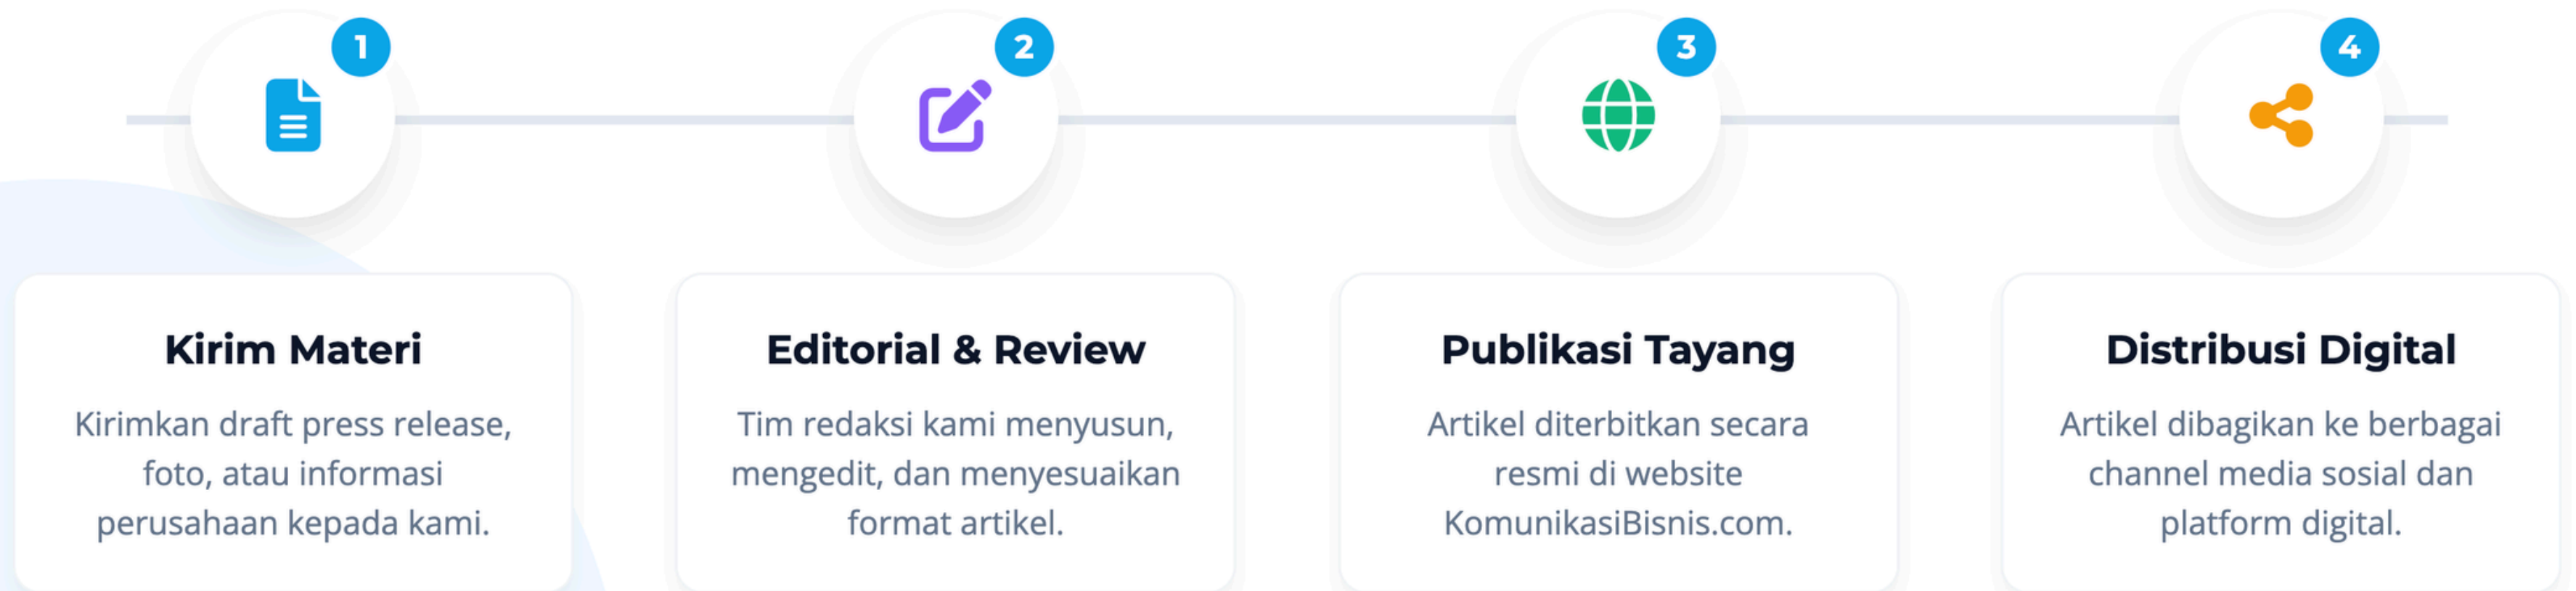 1
2
3
4
Kirim Materi
Kirimkan draft press release,
foto, atau informasi
perusahaan kepada kami.
Editorial & Review
Tim redaksi kami menyusun,
mengedit, dan menyesuaikan
format artikel.
Publikasi Tayang
Artikel diterbitkan secara
resmi di website
KomunikasiBisnis.com.
Distribusi Digital
Artikel dibagikan ke berbagai
channel media sosial dan
platform digital.